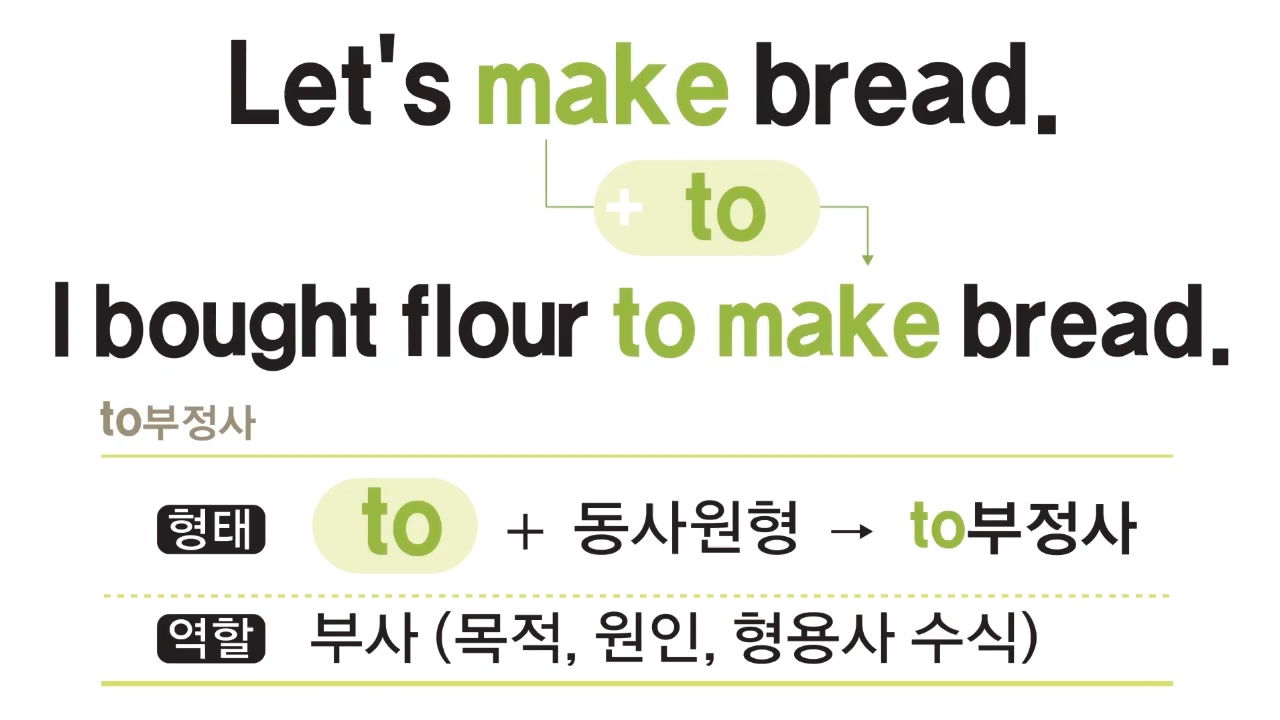 Let's make bread.
+ to
I bought flour to make bread.
to부정사
형태 to + 동사원형 → to부정사
역할 부사 (목적, 원인, 형용사 수식)